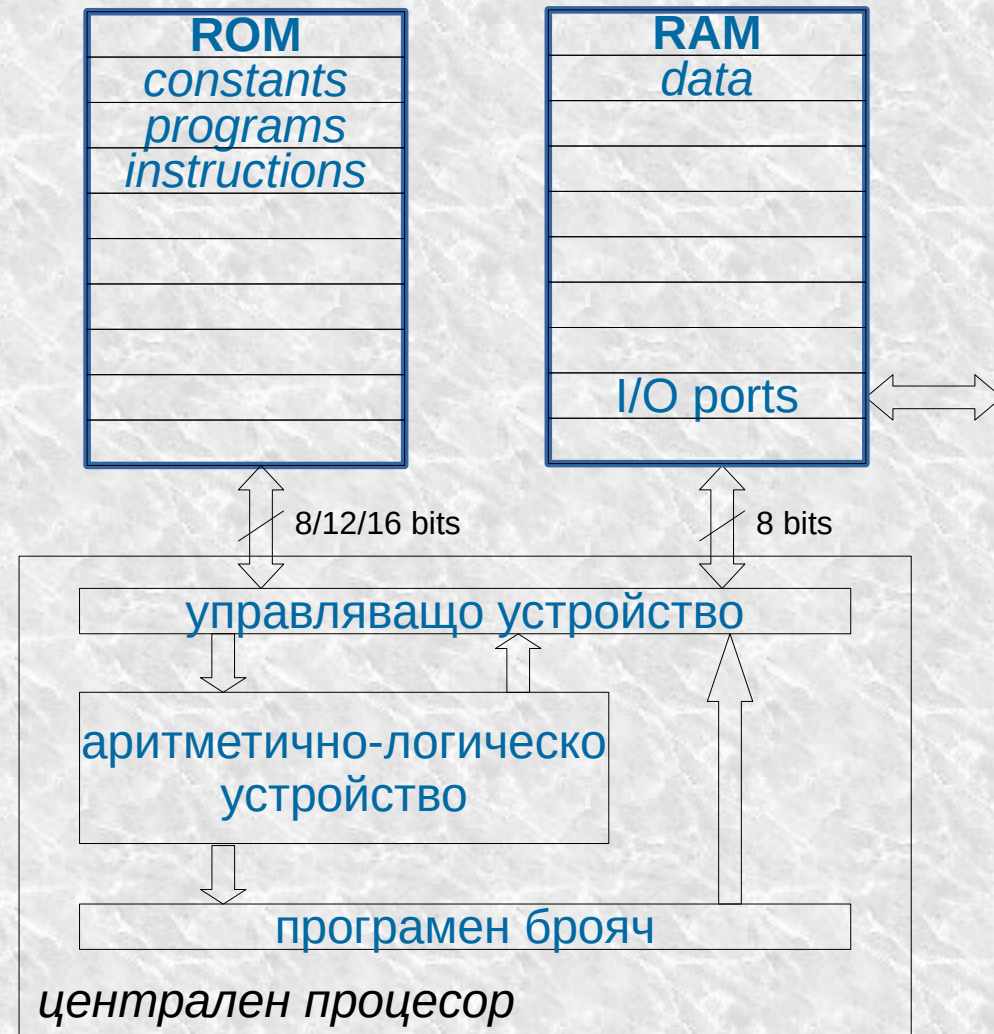 ROM
constants
programs
instructions
RAM
data
I/O ports
8/12/16 bits
8 bits
управляващо устройство
аритметично-логическо
устройство
програмен брояч
централен процесор